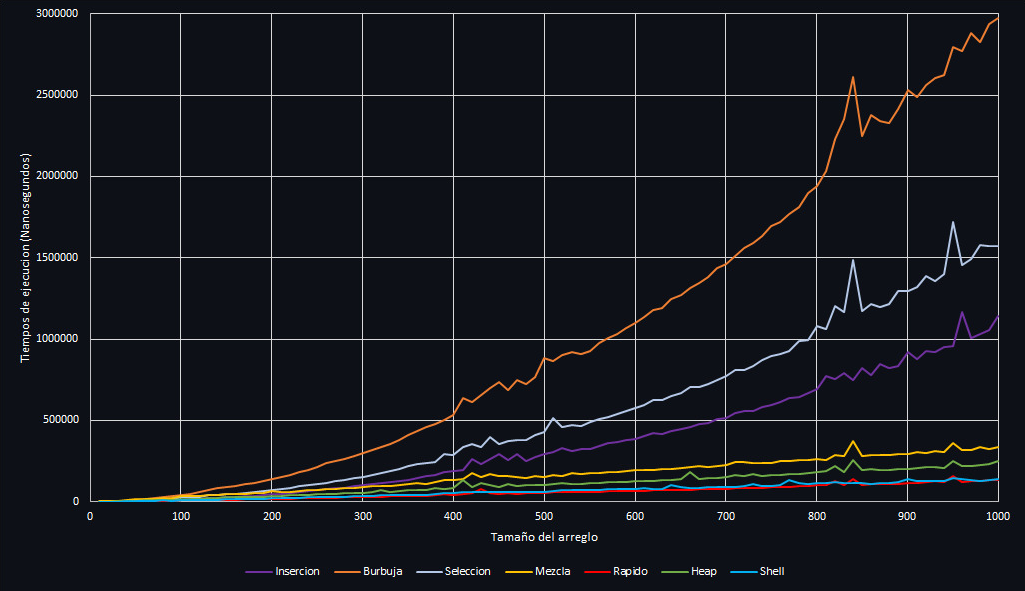 3000000
2500000
2000000
1500000
1000000
500000
0
Tiempos de ejecucion (Nanosegundos)
0 100 200 300 400 500 600 700 800 900 1000
Tamaño del arreglo
Insercion Burbuja Seleccion Mezcla Rapido Heap Shell